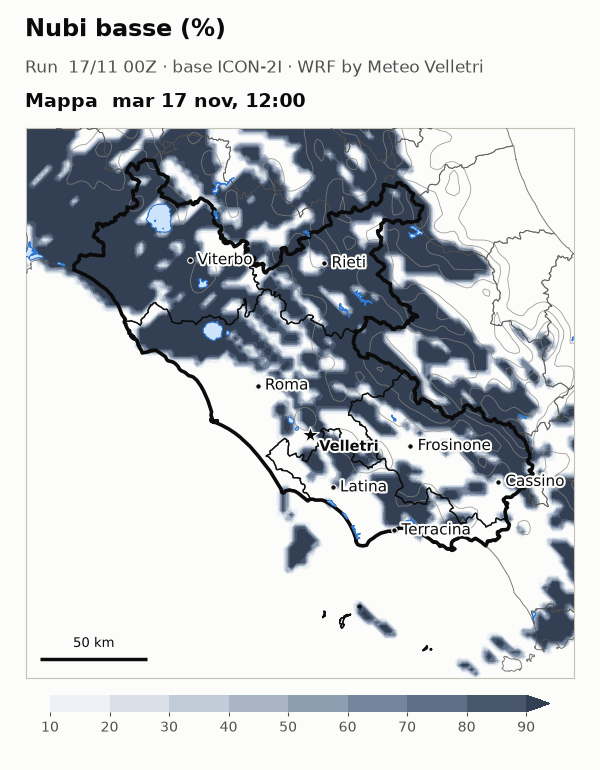 Nubi basse (%)
Run  17/11 00Z · base ICON-2I · WRF by Meteo Velletri
Mappa  mar 17 nov, 12:00
Viterbo
Rieti
Roma
Velletri
Frosinone
Latina
Cassino
Terracina
50 km
10 20 30 40 50 60 70 80 90